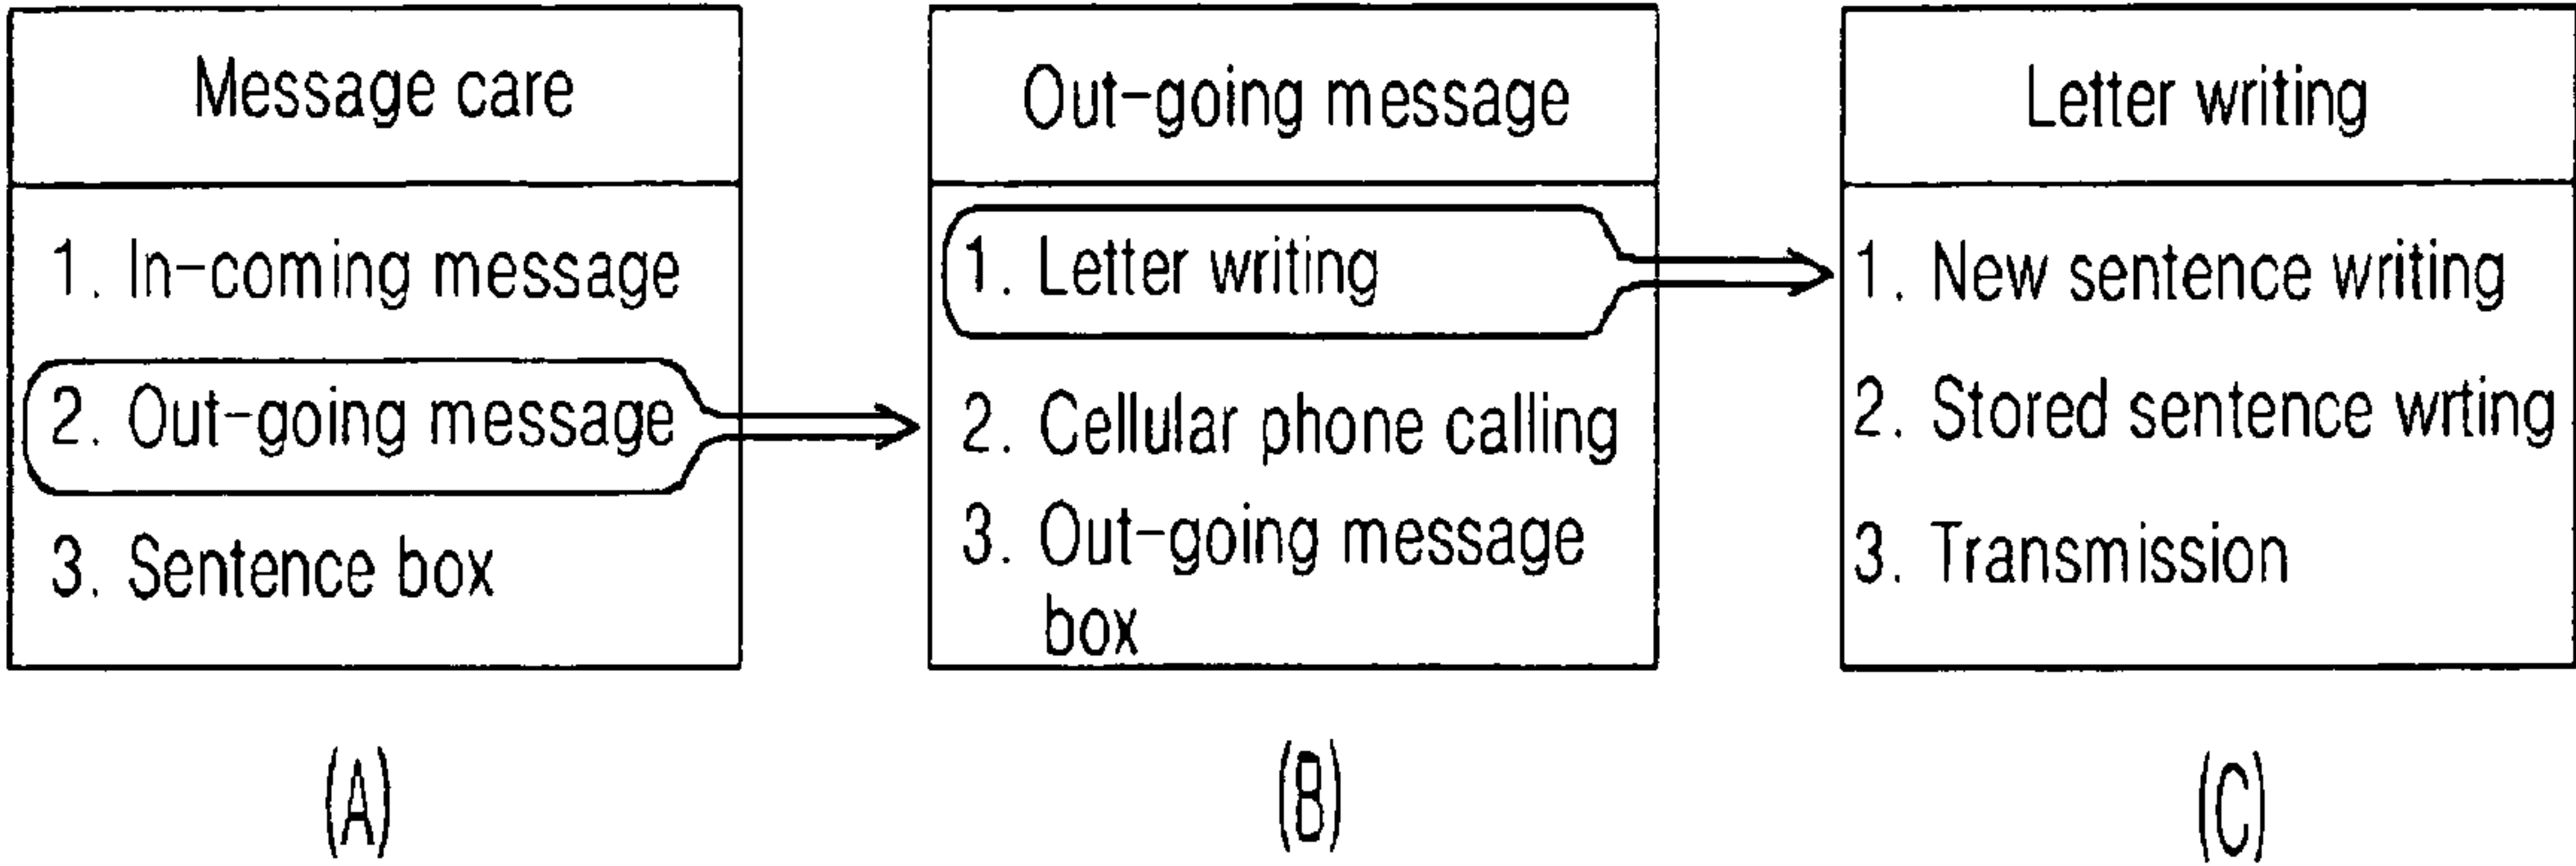 Message care
1. In-coming message
2. Out-going message
3. Sentence box
(A)
Out-going message
1. Letter writing
2. Cellular phone calling
3. Out-going message
box
(B)
Letter writing
1. New sentence writing
2. Stored sentence wrting
3. Transmission
(C)